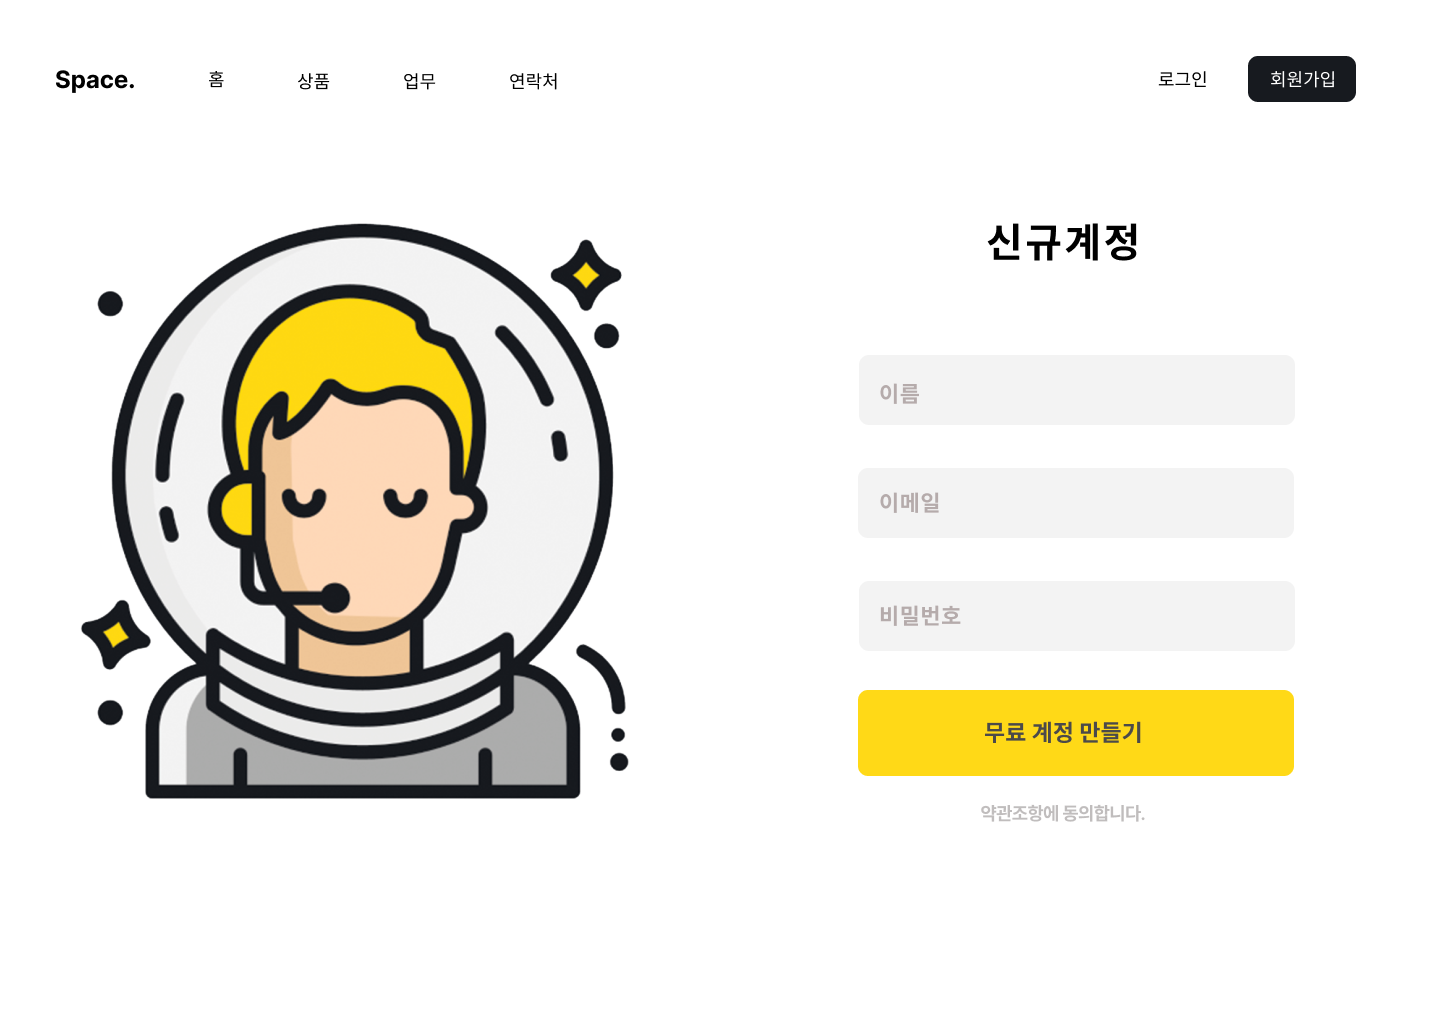 Space. 홈 상품 업무 연락처 로그인 회원가입
신규계정
이름
이메일
비밀번호
무료 계정 만들기
약관조항에 동의합니다.